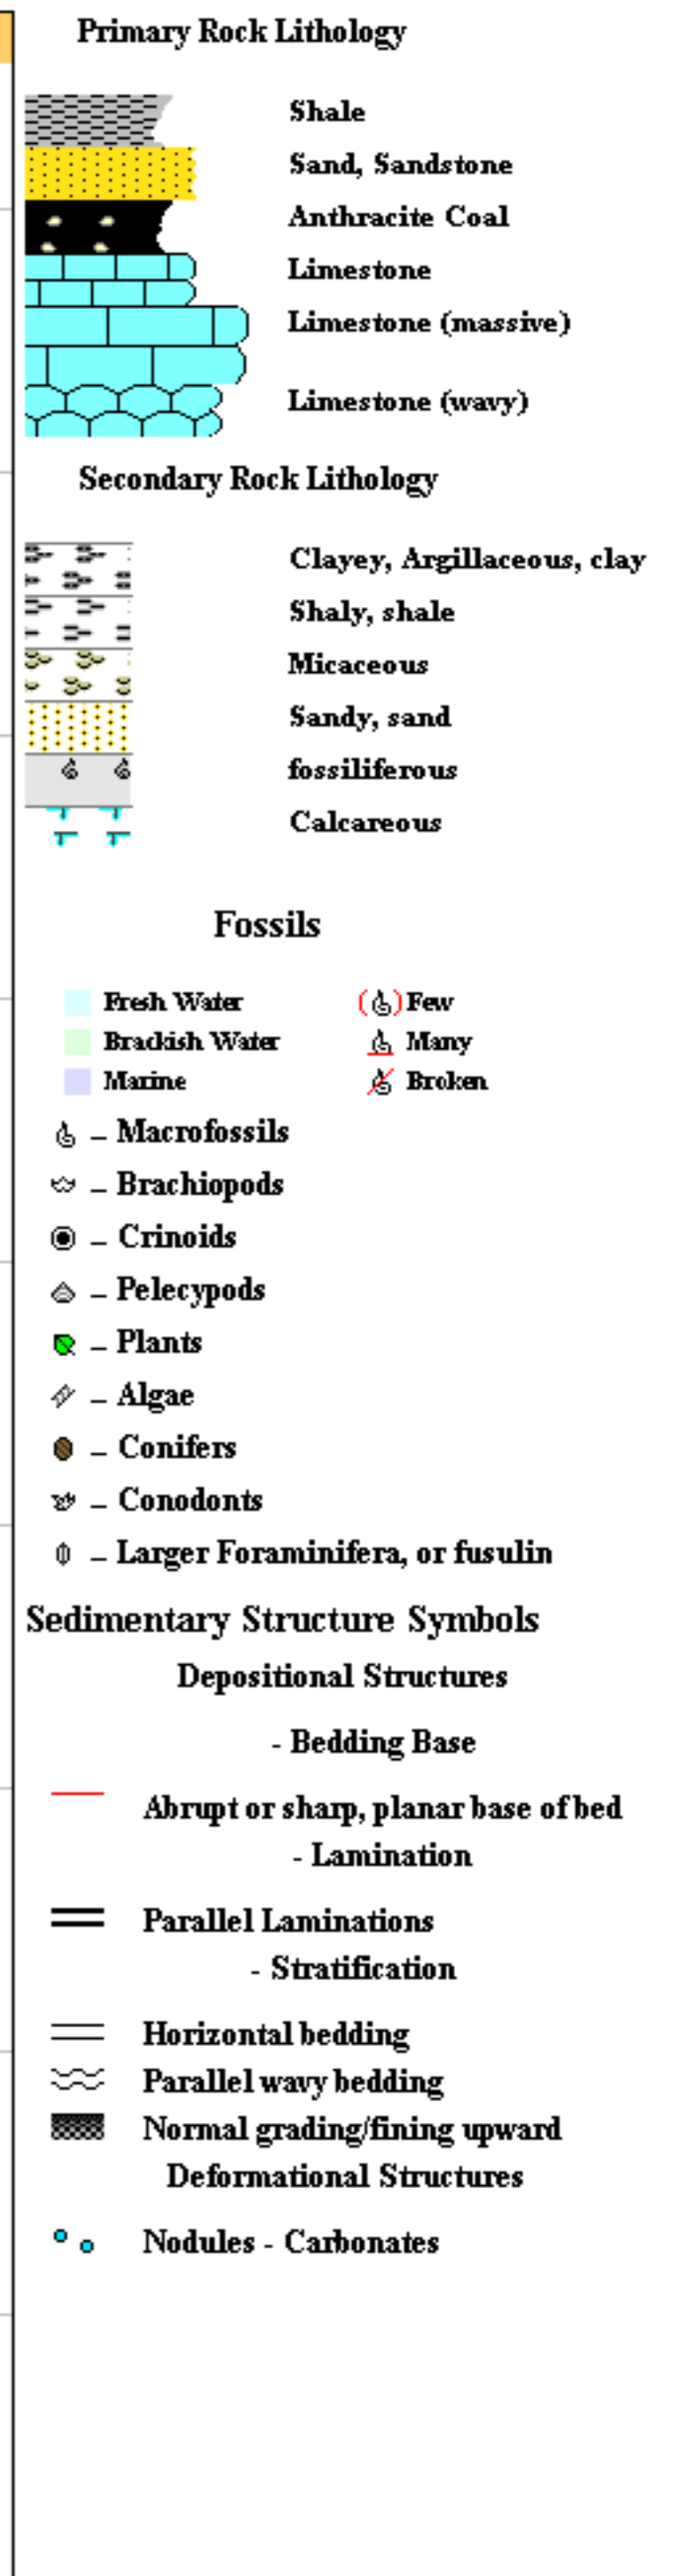 Primary Rock Lithology
Shale
Sand, Sandstone
Anthracite Coal
Limestone
Limestone (massive)
Limestone (wavy)
Secondary Rock Lithology
Clayey, Argillaceous, clay
Shaly, shale
Micaceous
Sandy, sand
fossiliferous
Calcareous
Fossils
Fresh Water ( ) Few
Brackish Water Many
Marine Broken
– Macrofossils
– Brachiopods
– Crinoids
– Pelecypods
– Plants
– Algae
– Conifers
– Conodonts
– Larger Foraminifera, or fusulin
Sedimentary Structure Symbols
Depositional Structures
- Bedding Base
Abrupt or sharp, planar base of bed
- Lamination
Parallel Laminations
- Stratification
Horizontal bedding
Parallel wavy bedding
Normal grading/fining upward
Deformational Structures
Nodules - Carbonates